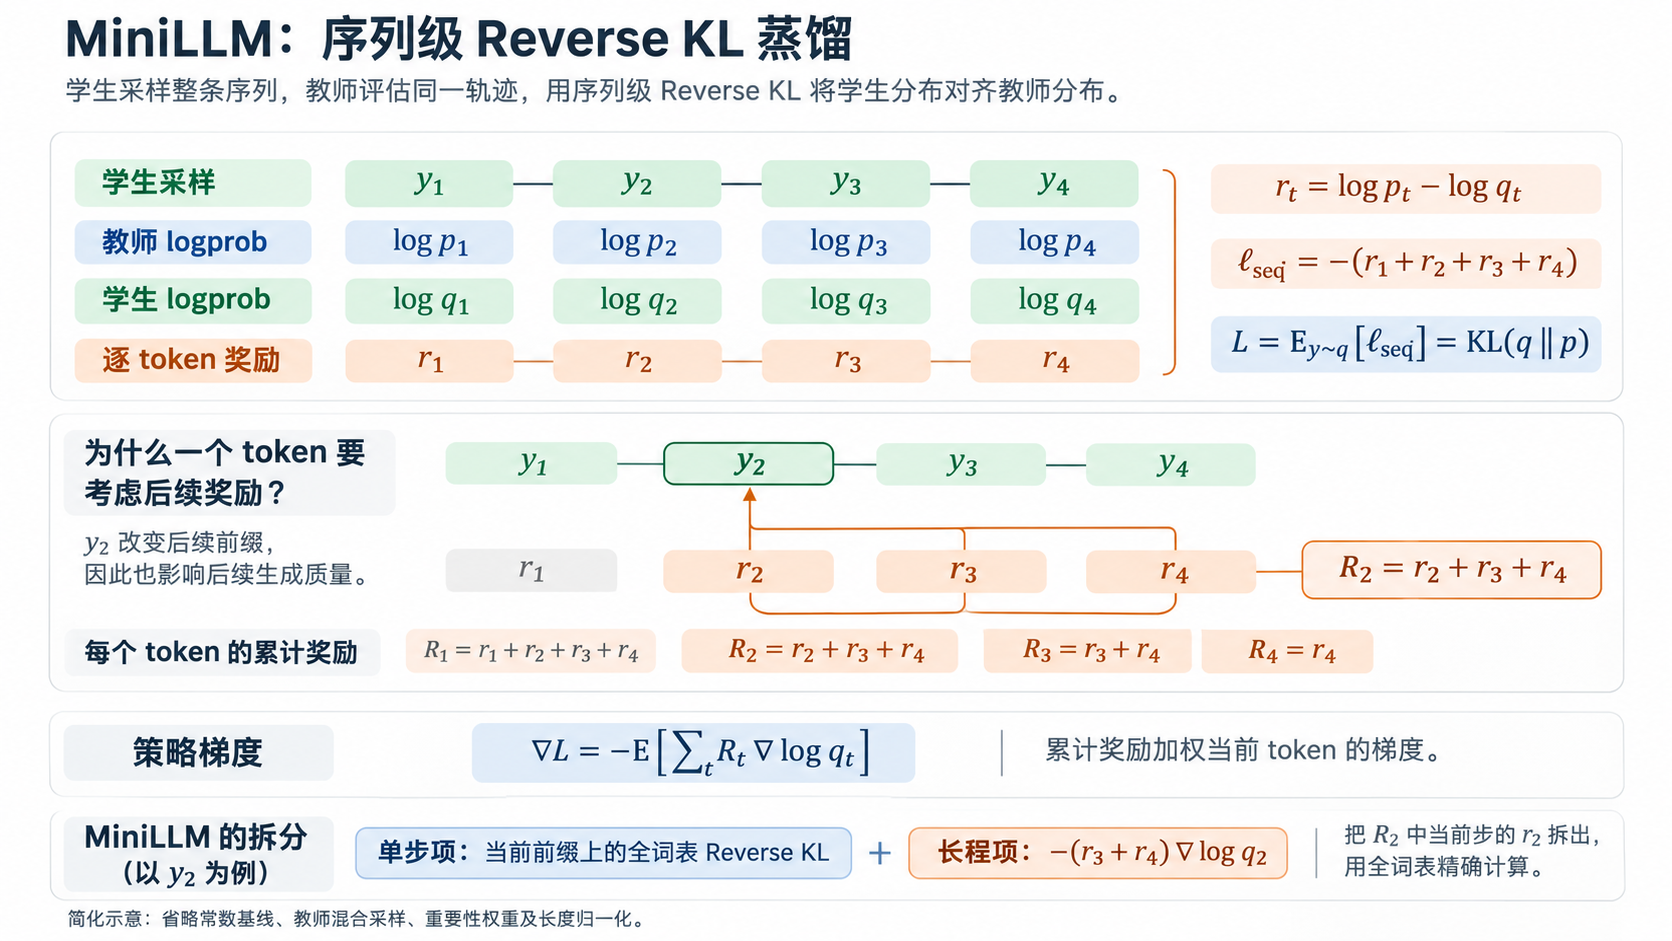 MiniLLM：序列级 Reverse KL 蒸馏
学生采样整条序列，教师评估同一轨迹，用序列级 Reverse KL 将学生分布对齐教师分布。
学生采样 y₁ y₂ y₃ y₄
教师 logprob log p₁ log p₂ log p₃ log p₄
学生 logprob log q₁ log q₂ log q₃ log q₄
逐 token 奖励 r₁ r₂ r₃ r₄
rₜ = log pₜ − log qₜ
ℓ_seq = −(r₁ + r₂ + r₃ + r₄)
L = E_{y~q}[ℓ_seq] = KL(q ∥ p)
为什么一个 token 要
考虑后续奖励？
y₂ 改变后续前缀，
因此也影响后续生成质量。
y₁ y₂ y₃ y₄
r₁ r₂ r₃ r₄ R₂ = r₂ + r₃ + r₄
每个 token 的累计奖励 R₁ = r₁ + r₂ + r₃ + r₄ R₂ = r₂ + r₃ + r₄ R₃ = r₃ + r₄ R₄ = r₄
策略梯度 ∇L = −E[∑ₜ Rₜ ∇ log qₜ] 累计奖励加权当前 token 的梯度。
MiniLLM 的拆分
（以 y₂ 为例）
单步项：当前前缀上的全词表 Reverse KL + 长程项：−(r₃ + r₄) ∇ log q₂
把 R₂ 中当前步的 r₂ 拆出，
用全词表精确计算。
简化示意：省略常数基线、教师混合采样、重要性权重及长度归一化。